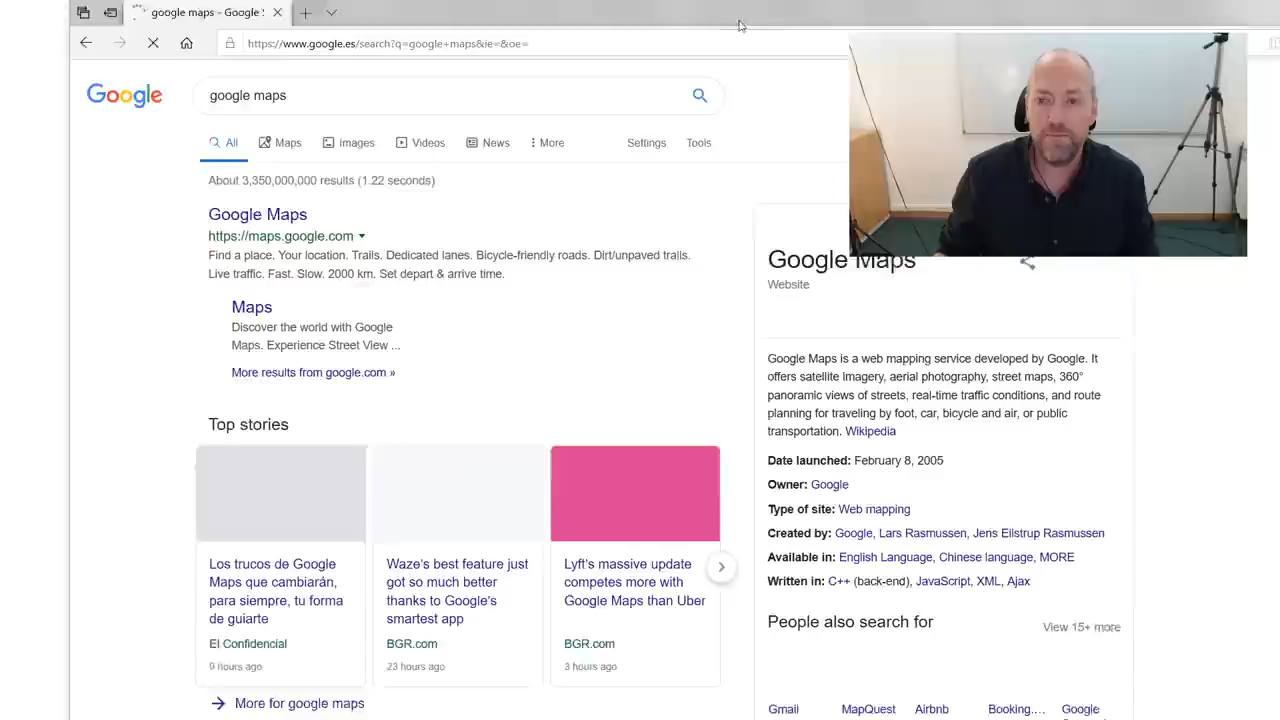 google maps - Google S
https://www.google.es/search?q=google+maps&ie=&oe=
Google
google maps
All
Maps
Images
Videos
News
More
Settings
Tools
About 3,350,000,000 results (1.22 seconds)
Google Maps
https://maps.google.com
Find a place. Your location. Trails. Dedicated lanes. Bicycle-friendly roads. Dirt/unpaved trails.
Live traffic. Fast. Slow. 2000 km. Set depart & arrive time.
Maps
Discover the world with Google
Maps. Experience Street View ...
More results from google.com »
Top stories
Los trucos de Google
Maps que cambiarán,
para siempre, tu forma
de guiarte
El Confidencial
9 hours ago
Waze's best feature just
got so much better
thanks to Google's
smartest app
BGR.com
23 hours ago
Lyft's massive update
competes more with
Google Maps than Uber
BGR.com
3 hours ago
More for google maps
Google Maps
Website
Google Maps is a web mapping service developed by Google. It
offers satellite imagery, aerial photography, street maps, 360°
panoramic views of streets, real-time traffic conditions, and route
planning for traveling by foot, car, bicycle and air, or public
transportation. Wikipedia
Date launched: February 8, 2005
Owner: Google
Type of site: Web mapping
Created by: Google, Lars Rasmussen, Jens Eilstrup Rasmussen
Available in: English Language, Chinese language, MORE
Written in: C++ (back-end), JavaScript, XML, Ajax
People also search for
View 15+ more
Gmail
MapQuest
Airbnb
Booking....
Google